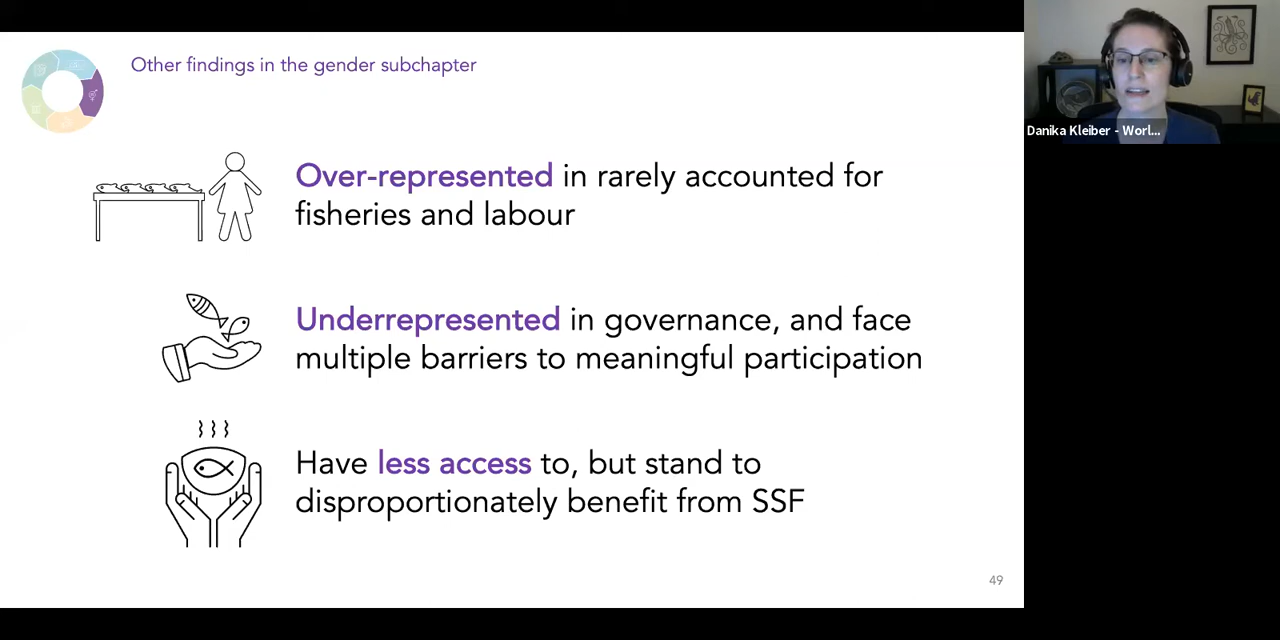 Other findings in the gender subchapter
Over-represented in rarely accounted for
fisheries and labour
Underrepresented in governance, and face
multiple barriers to meaningful participation
Have less access to, but stand to
disproportionately benefit from SSF
49
Danika Kleiber - Worl...